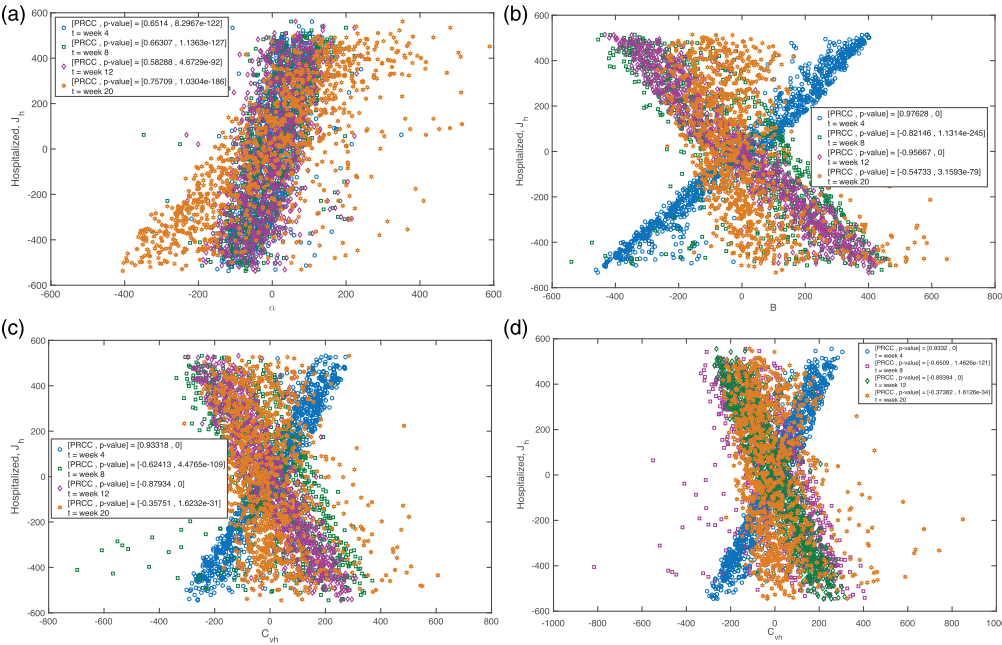 (a)
600
400
200
0
-200
-400
-600
Hospitalized, J_h
[PRCC , p-value] = [0.6514 , 8.2967e-122]
t = week 4
[PRCC , p-value] = [0.66307 , 1.1363e-127]
t = week 8
[PRCC , p-value] = [0.58288 , 4.6729e-92]
t = week 12
[PRCC , p-value] = [0.75709 , 1.0304e-186]
t = week 20
-600 -400 -200 0 200 400 600
α
(b)
600
400
200
0
-200
-400
-600
Hospitalized, J_h
[PRCC , p-value] = [0.97628 , 0]
t = week 4
[PRCC , p-value] = [-0.82146 , 1.1314e-245]
t = week 8
[PRCC , p-value] = [-0.95667 , 0]
t = week 12
[PRCC , p-value] = [-0.54733 , 3.1593e-79]
t = week 20
-600 -400 -200 0 200 400 600 800
B
(c)
600
400
200
0
-200
-400
-600
Hospitalized, J_h
[PRCC , p-value] = [0.93318 , 0]
t = week 4
[PRCC , p-value] = [-0.62413 , 4.4765e-109]
t = week 8
[PRCC , p-value] = [-0.87934 , 0]
t = week 12
[PRCC , p-value] = [-0.35751 , 1.6232e-31]
t = week 20
-800 -600 -400 -200 0 200 400 600 800
C_vh
(d)
600
400
200
0
-200
-400
-600
Hospitalized, J_h
[PRCC , p-value] = [0.9332 , 0]
t = week 4
[PRCC , p-value] = [-0.6509 , 1.4626e-121]
t = week 8
[PRCC , p-value] = [-0.89394 , 0]
t = week 12
[PRCC , p-value] = [-0.37382 , 1.6126e-34]
t = week 20
-1000 -800 -600 -400 -200 0 200 400 600 800 1000
C_vh